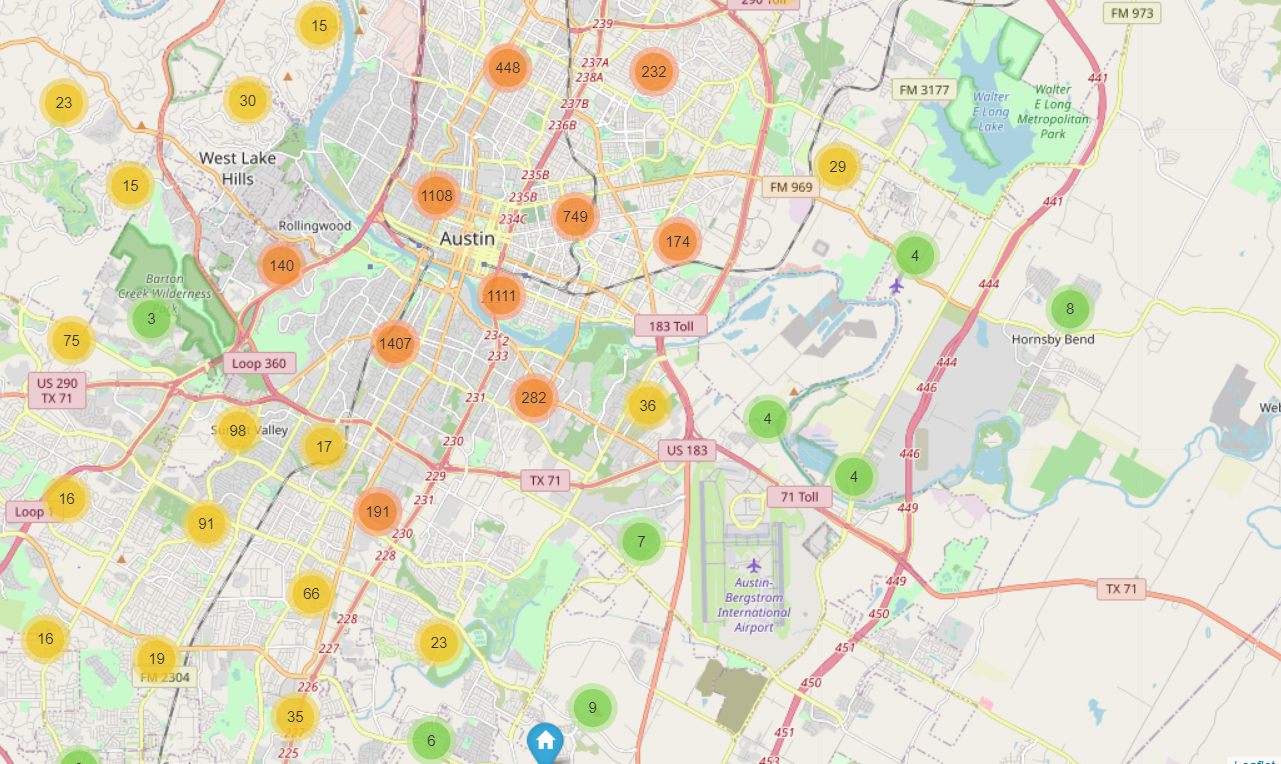 290 Toll
FM 973
15
239
448
237A
238A
232
441
23
30
FM 3177
Walter
E Long
Lake
Walter
E Long
Metropolitan
Park
237B
236B
West Lake
Hills
29
235B
15
FM 969
1108
235B
234C
749
441
Rollingwood
Austin
174
4
140
444
Barton
Creek Wilderness
Park
1111
8
3
183 Toll
Hornsby Bend
75
1407
233
Loop 360
444
US 290
TX 71
446
231
282
36
4
98
17
230
US 183
446
229
TX 71
4
16
231
71 Toll
449
Loop 1
91
191
230
7
228
Austin-
Bergstrom
International
Airport
449
TX 71
66
228
450
16
23
227
451
19
FM 2304
226
450
35
9
227
6
225
451
453
Leaflet